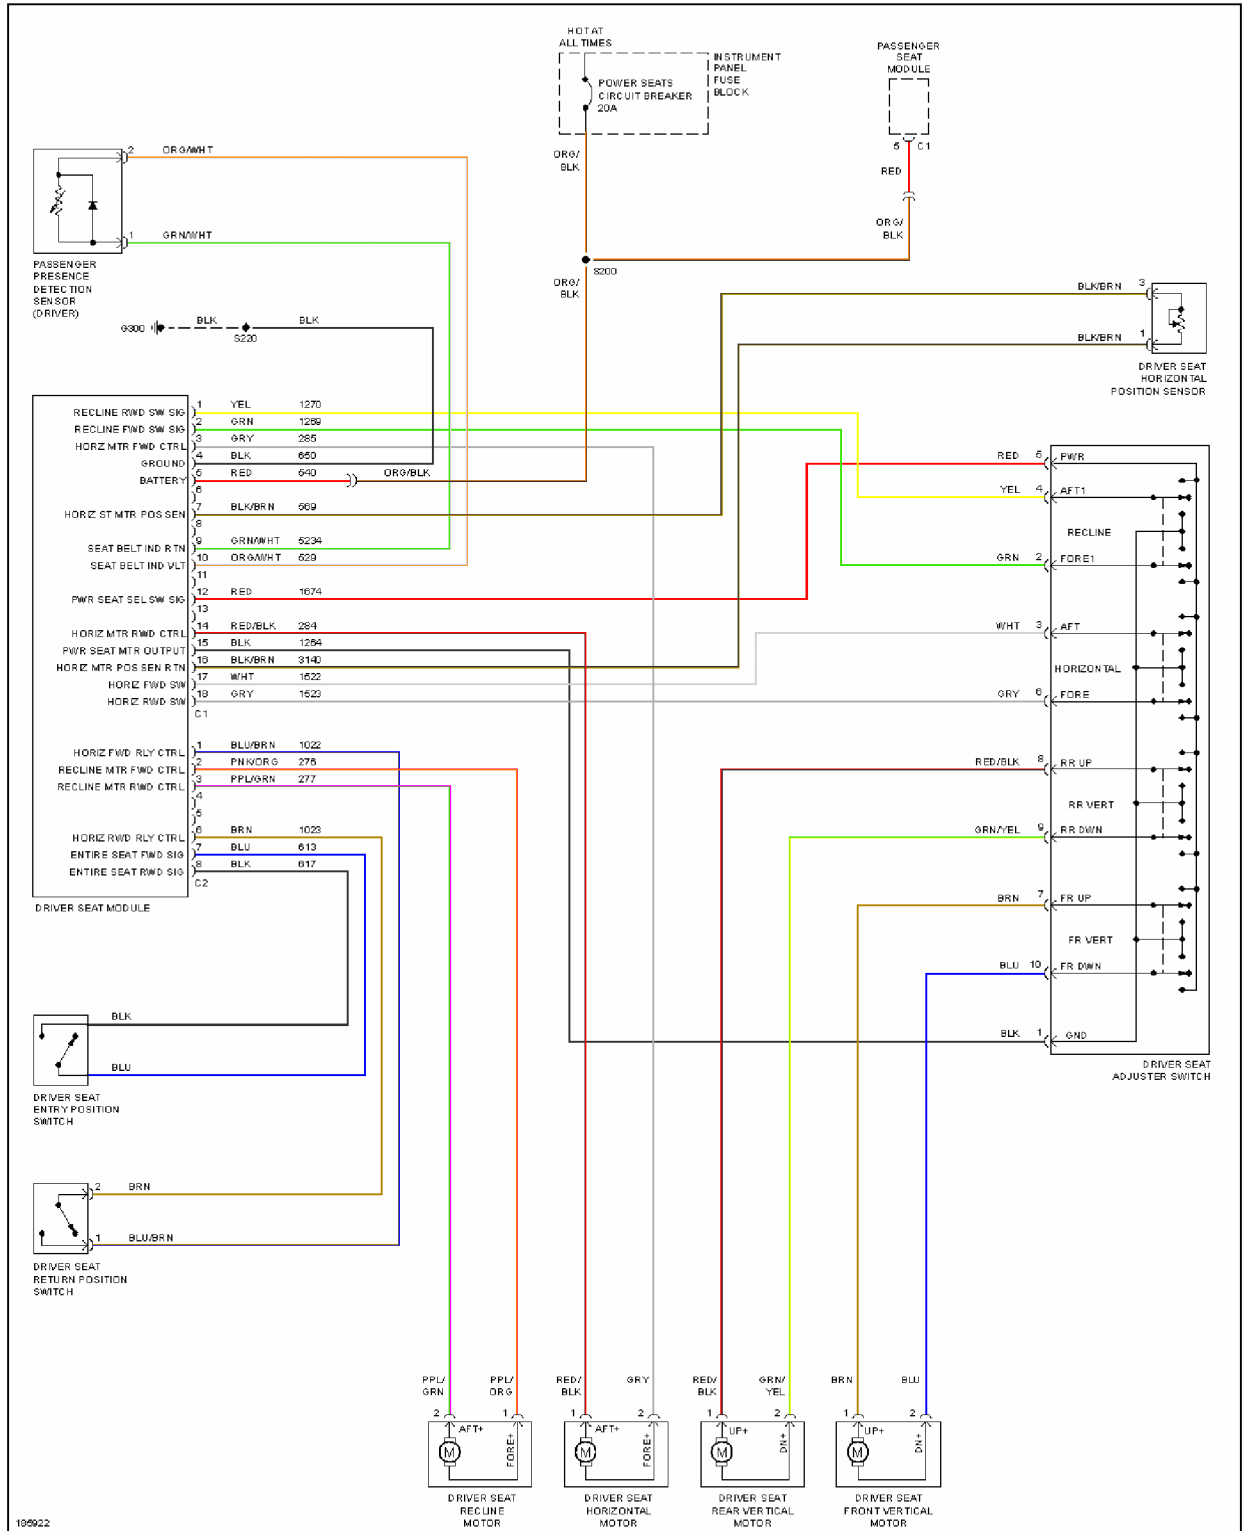 HOT AT
ALL TIMES
INSTRUMENT
PANEL
FUSE
BLOCK
POWER SEATS
CIRCUIT BREAKER
20A
PASSENGER
SEAT
MODULE
5 C1
RED
ORG/
BLK
ORG/
BLK
S200
ORG/
BLK
2 ORG/WHT
1 GRN/WHT
PASSENGER
PRESENCE
DETECTION
SENSOR
(DRIVER)
G300 BLK S220 BLK
BLK/BRN 3
BLK/BRN 1
DRIVER SEAT
HORIZONTAL
POSITION SENSOR
RECLINE RWD SW SIG 1 YEL 1270
RECLINE FWD SW SIG 2 GRN 1269
HORIZ MTR FWD CTRL 3 GRY 285
GROUND 4 BLK 650
BATTERY 5 RED 540 ORG/BLK
6
HORIZ ST MTR POS SEN 7 BLK/BRN 569
8
SEAT BELT IND RTN 9 GRN/WHT 5234
SEAT BELT IND VLT 10 ORG/WHT 529
11
PWR SEAT SEL SW SIG 12 RED 1674
13
HORIZ MTR RWD CTRL 14 RED/BLK 284
PWR SEAT MTR OUTPUT 15 BLK 1264
HORIZ MTR POS SEN RTN 16 BLK/BRN 3140
HORIZ FWD SW 17 WHT 1522
HORIZ RWD SW 18 GRY 1523
C1
HORIZ FWD RLY CTRL 1 BLU/BRN 1022
RECLINE MTR FWD CTRL 2 PNK/ORG 276
RECLINE MTR RWD CTRL 3 PPL/GRN 277
4
5
HORIZ RWD RLY CTRL 6 BRN 1023
ENTIRE SEAT FWD SIG 7 BLU 613
ENTIRE SEAT RWD SIG 8 BLK 617
C2
DRIVER SEAT MODULE
RED 5 PWR
YEL 4 AFT1
RECLINE
GRN 2 FORE1
WHT 3 AFT
HORIZONTAL
GRY 6 FORE
RED/BLK 8 RR UP
RR VERT
GRN/YEL 9 RR DWN
BRN 7 FR UP
FR VERT
BLU 10 FR DWN
BLK 1 GND
DRIVER SEAT
ADJUSTER SWITCH
BLK
BLU
DRIVER SEAT
ENTRY POSITION
SWITCH
2 BRN
1 BLU/BRN
DRIVER SEAT
RETURN POSITION
SWITCH
PPL/
GRN
PPL/
ORG
RED/
BLK
GRY
RED/
BLK
GRN/
YEL
BRN
BLU
2 1 1 2 1 2 1 2
AFT+ FORE+ AFT+ FORE+ UP+ DN+ UP+ DN+
M M M M
DRIVER SEAT
RECLINE
MOTOR
DRIVER SEAT
HORIZONTAL
MOTOR
DRIVER SEAT
REAR VERTICAL
MOTOR
DRIVER SEAT
FRONT VERTICAL
MOTOR
185922